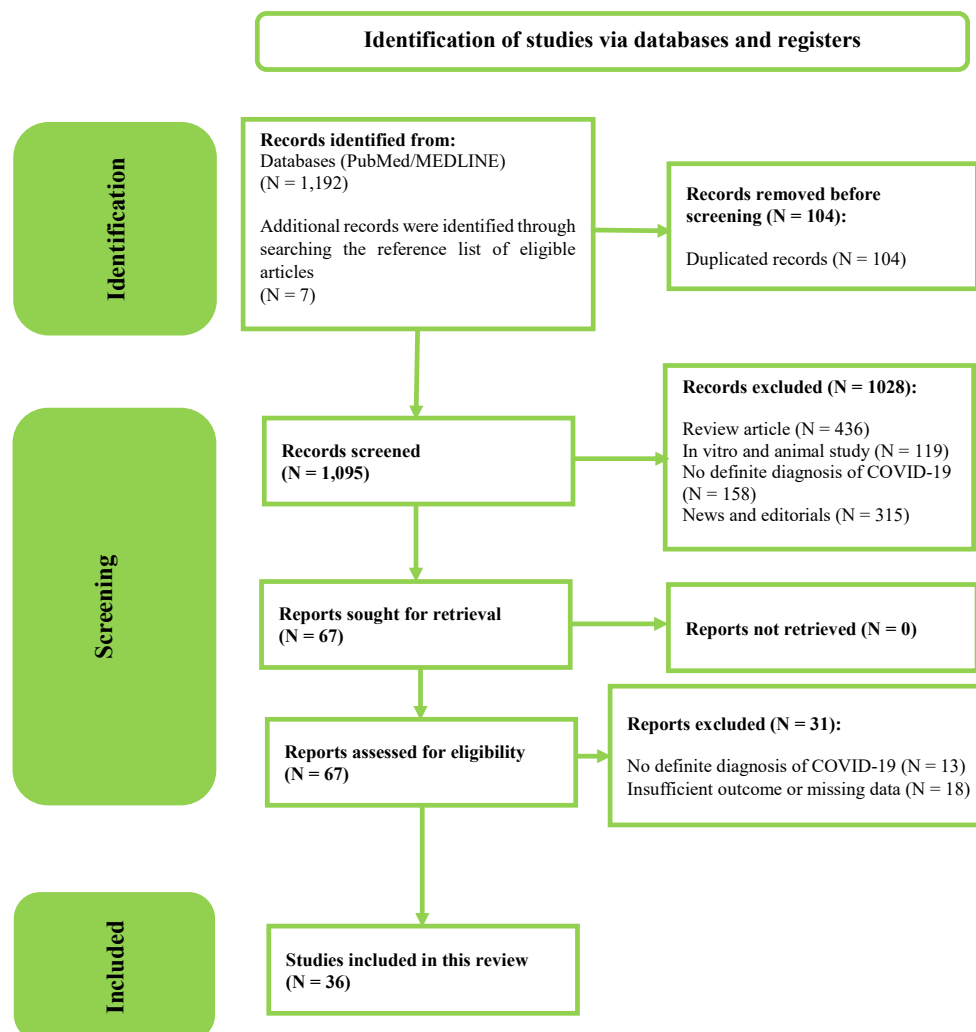 Identification of studies via databases and registers
Identification
Records identified from:
Databases (PubMed/MEDLINE)
(N = 1,192)
Additional records were identified through
searching the reference list of eligible
articles
(N = 7)
Records removed before
screening (N = 104):
Duplicated records (N = 104)
Screening
Records screened
(N = 1,095)
Records excluded (N = 1028):
Review article (N = 436)
In vitro and animal study (N = 119)
No definite diagnosis of COVID-19
(N = 158)
News and editorials (N = 315)
Reports sought for retrieval
(N = 67)
Reports not retrieved (N = 0)
Reports assessed for eligibility
(N = 67)
Reports excluded (N = 31):
No definite diagnosis of COVID-19 (N = 13)
Insufficient outcome or missing data (N = 18)
Included
Studies included in this review
(N = 36)